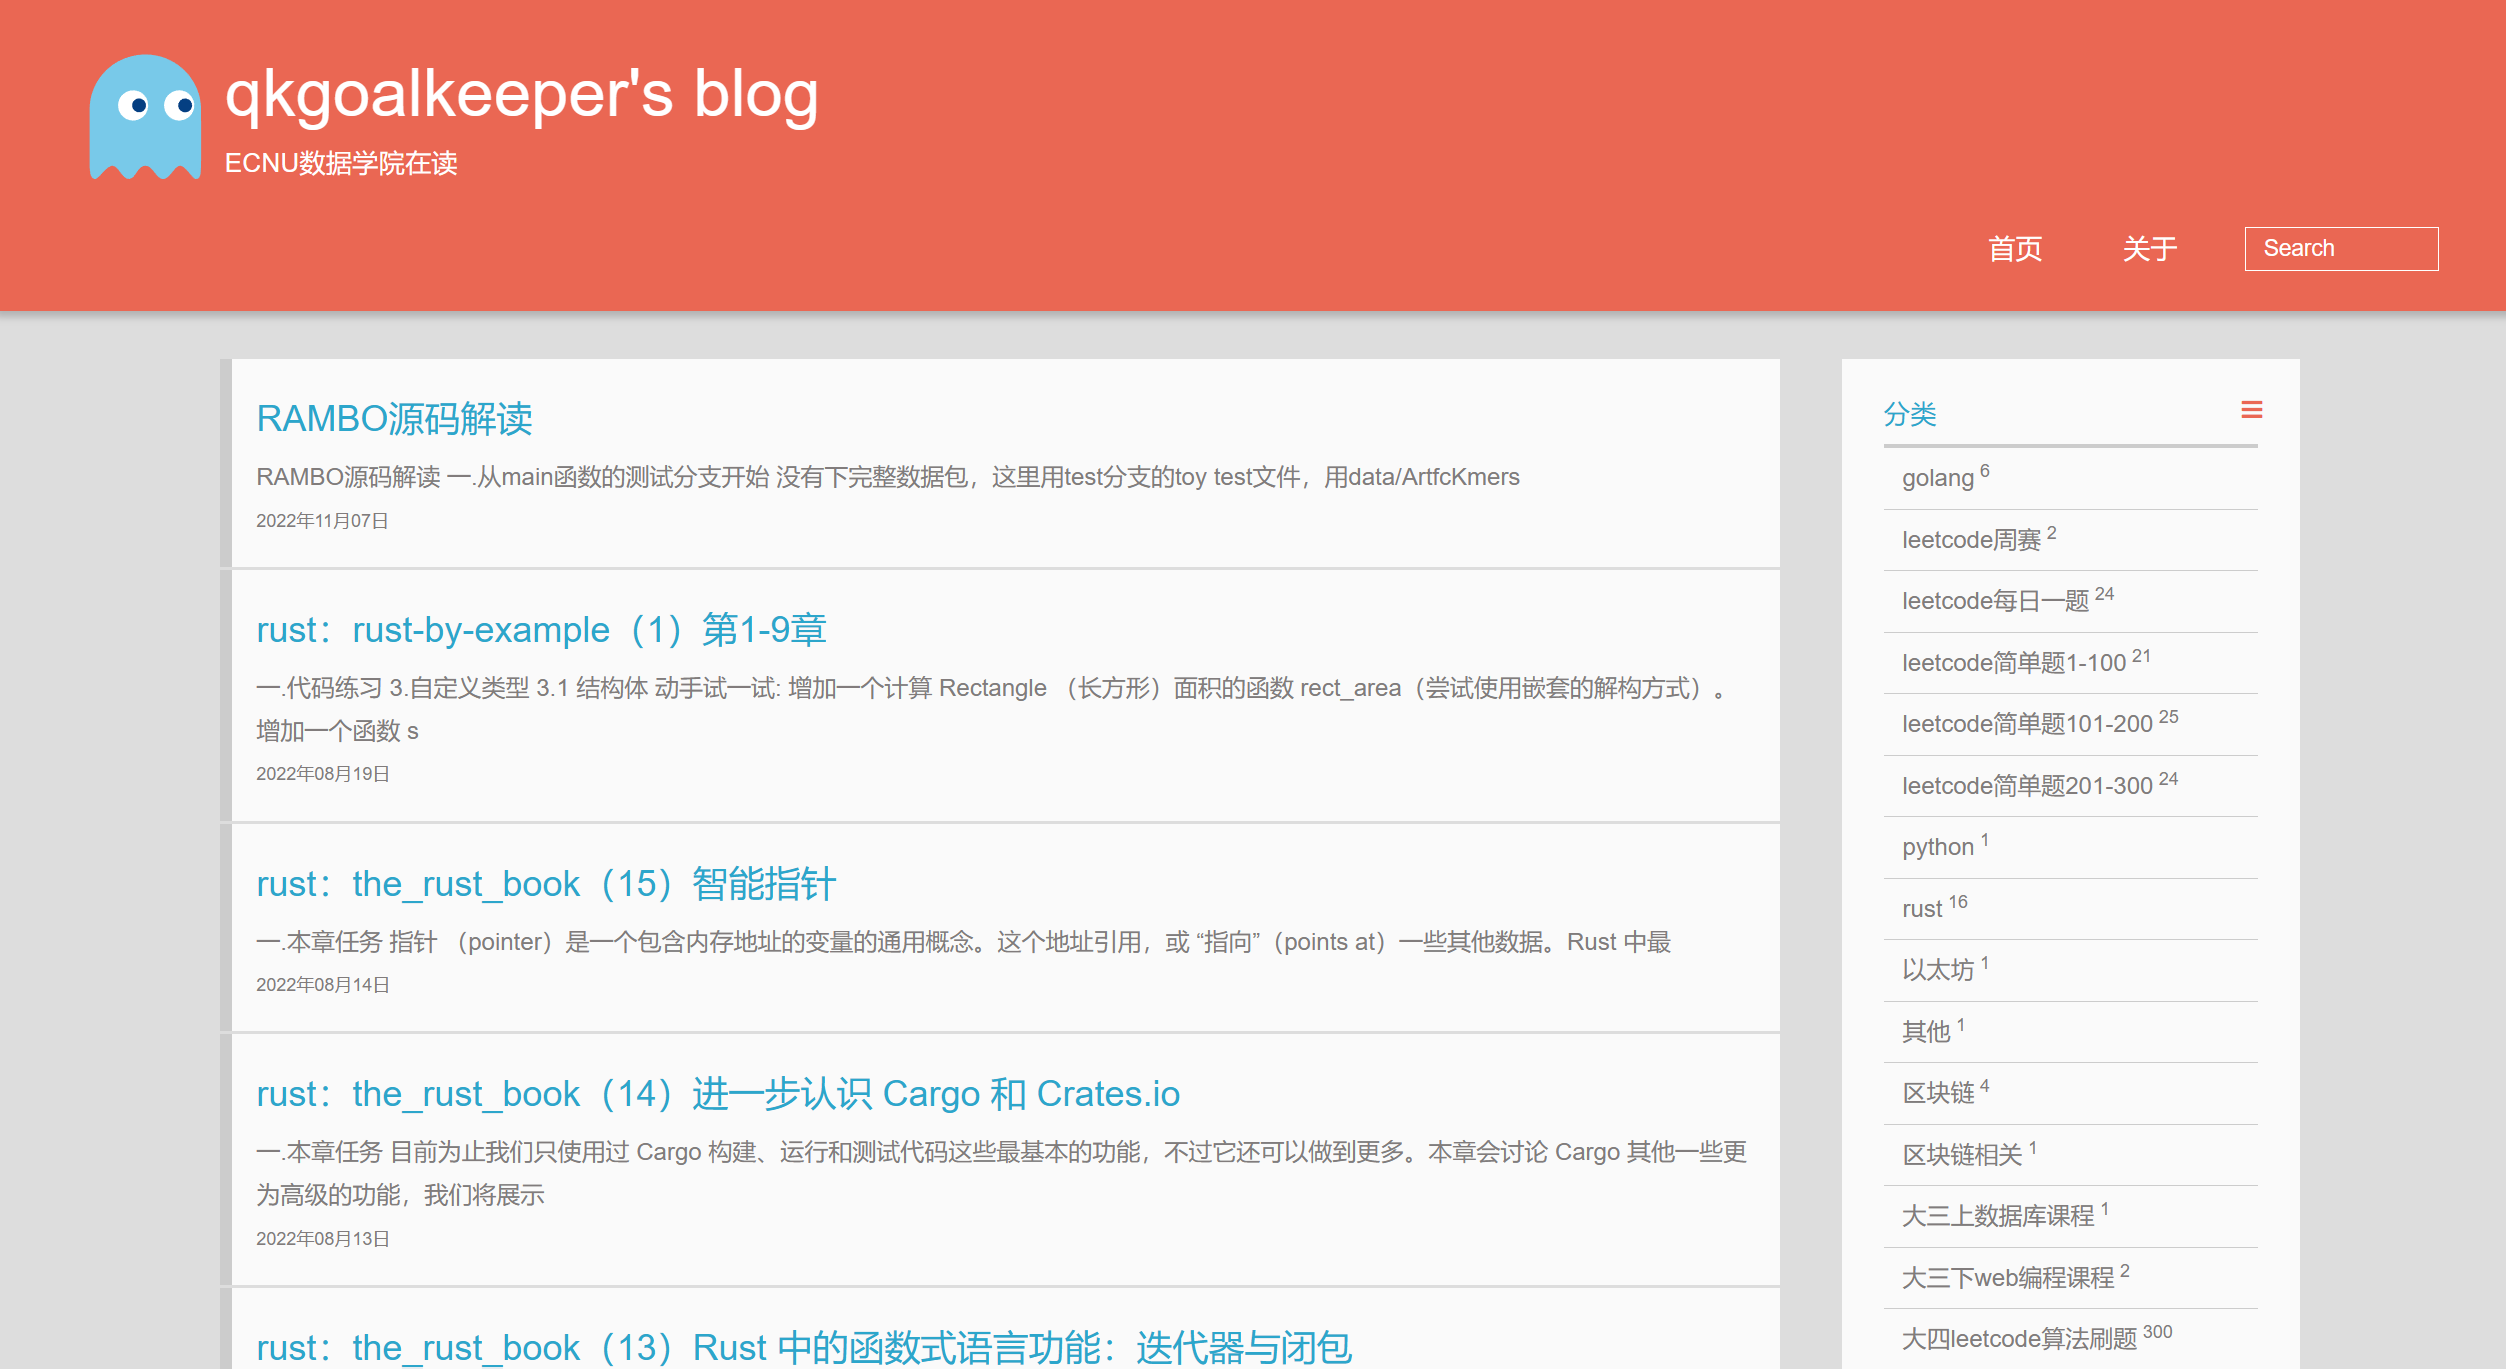 qkgoalkeeper's blog
ECNU数据学院在读
首页
关于
Search
RAMBO源码解读
RAMBO源码解读 一.从main函数的测试分支开始 没有下完整数据包，这里用test分支的toy test文件，用data/ArtfcKmers
2022年11月07日
rust：rust-by-example（1）第1-9章
一.代码练习 3.自定义类型 3.1 结构体 动手试一试: 增加一个计算 Rectangle （长方形）面积的函数 rect_area（尝试使用嵌套的解构方式）。
增加一个函数 s
2022年08月19日
rust：the_rust_book（15）智能指针
一.本章任务 指针 （pointer）是一个包含内存地址的变量的通用概念。这个地址引用，或 “指向”（points at）一些其他数据。Rust 中最
2022年08月14日
rust：the_rust_book（14）进一步认识 Cargo 和 Crates.io
一.本章任务 目前为止我们只使用过 Cargo 构建、运行和测试代码这些最基本的功能，不过它还可以做到更多。本章会讨论 Cargo 其他一些更
为高级的功能，我们将展示
2022年08月13日
rust：the_rust_book（13）Rust 中的函数式语言功能：迭代器与闭包
分类
golang 6
leetcode周赛 2
leetcode每日一题 24
leetcode简单题1-100 21
leetcode简单题101-200 25
leetcode简单题201-300 24
python 1
rust 16
以太坊 1
其他 1
区块链 4
区块链相关 1
大三上数据库课程 1
大三下web编程课程 2
大四leetcode算法刷题 300